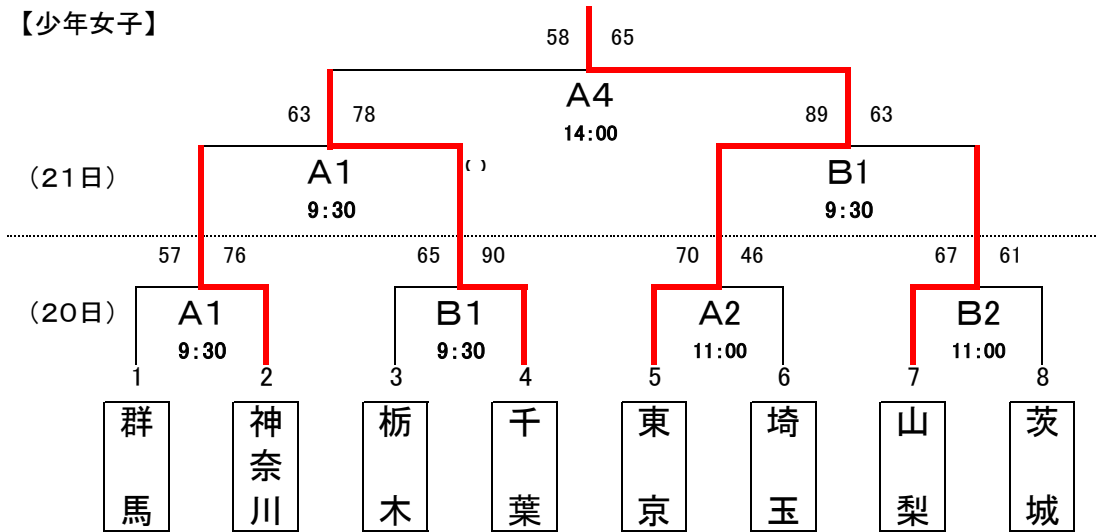 【少年女子】
58 65
A4
14:00
63 78
89 63
(21日)
A1
9:30
( )
B1
9:30
57 76
65 90
70 46
67 61
(20日)
A1
9:30
B1
9:30
A2
11:00
B2
11:00
1 2 3 4 5 6 7 8
群馬
神奈川
栃木
千葉
東京
埼玉
山梨
茨城